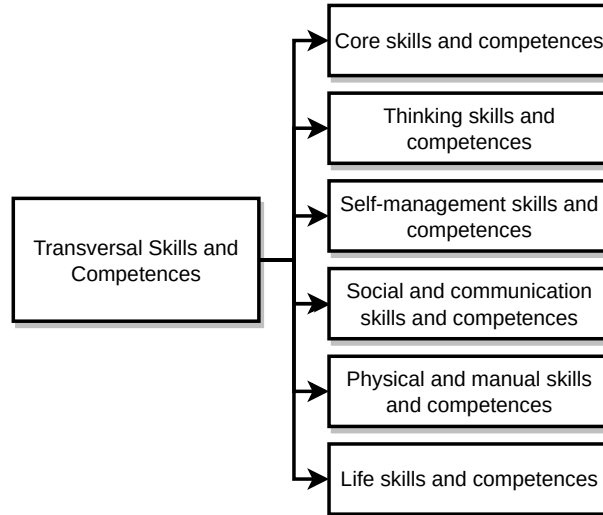 Core skills and competences
Thinking skills and
competences
Self-management skills and
competences
Transversal Skills and
Competences
Social and communication
skills and competences
Physical and manual skills
and competences
Life skills and competences